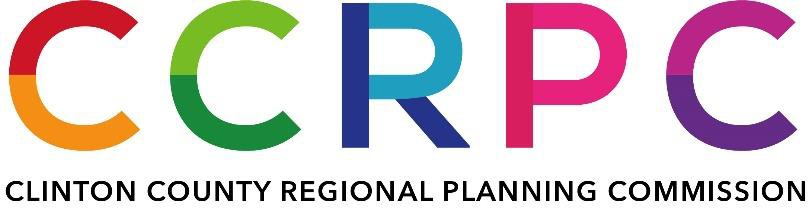 CCRPC
CLINTON COUNTY REGIONAL PLANNING COMMISSION